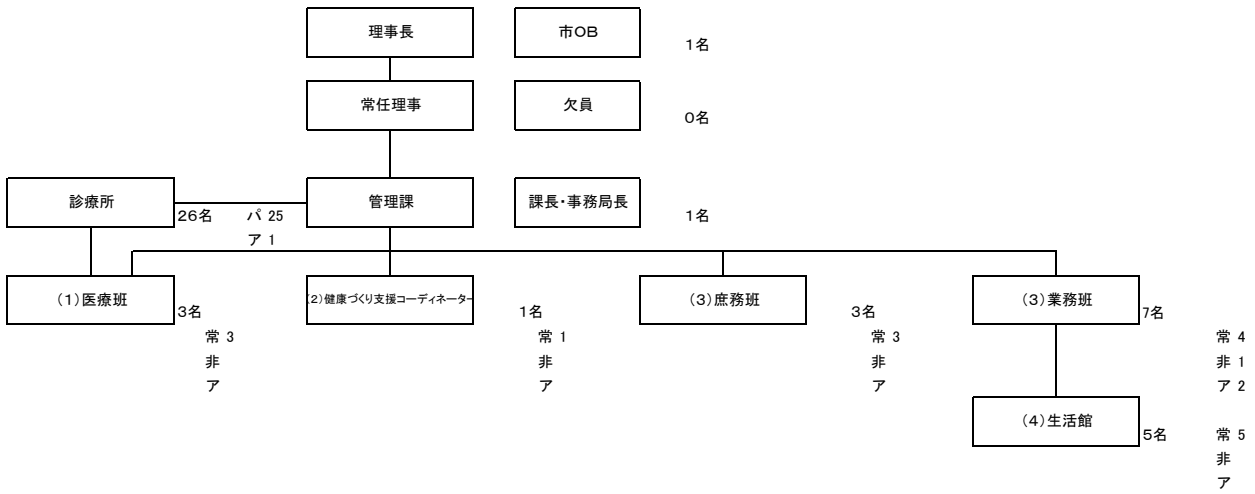 理事長
市OB
1名
常任理事
欠員
0名
診療所
管理課
課長・事務局長
26名
パ 25
1名
ア 1
(1)医療班
(2)健康づくり支援コーディネーター
(3)庶務班
(3)業務班
3名
1名
3名
7名
常 3
常 1
常 3
常 4
非
非
非
非 1
ア
ア
ア
ア 2
(4)生活館
5名
常 5
非
ア